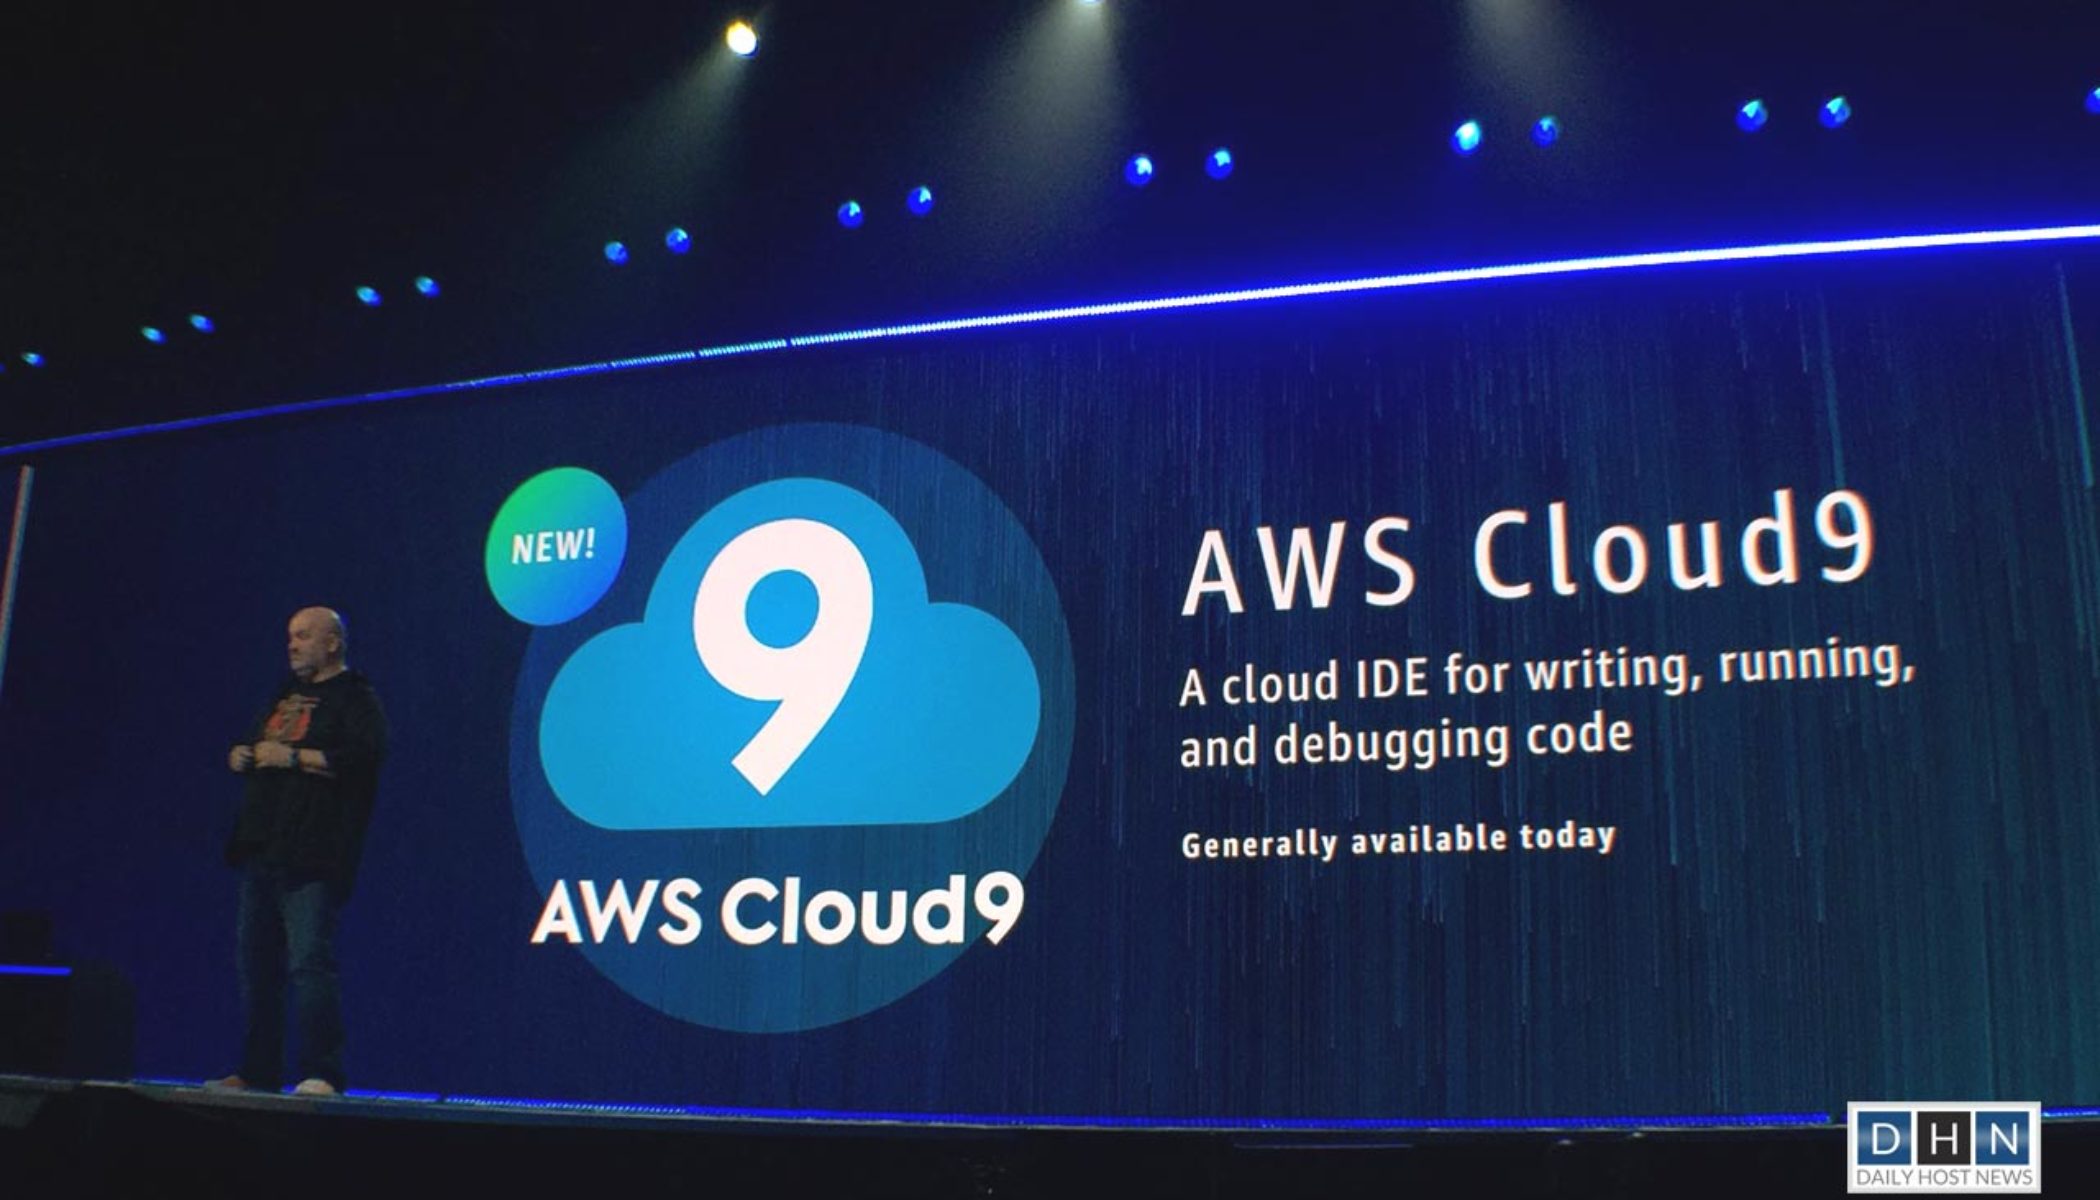 NEW!
9
AWS Cloud9
AWS Cloud9
A cloud IDE for writing, running,
and debugging code
Generally available today
DHN
DAILY HOST NEWS